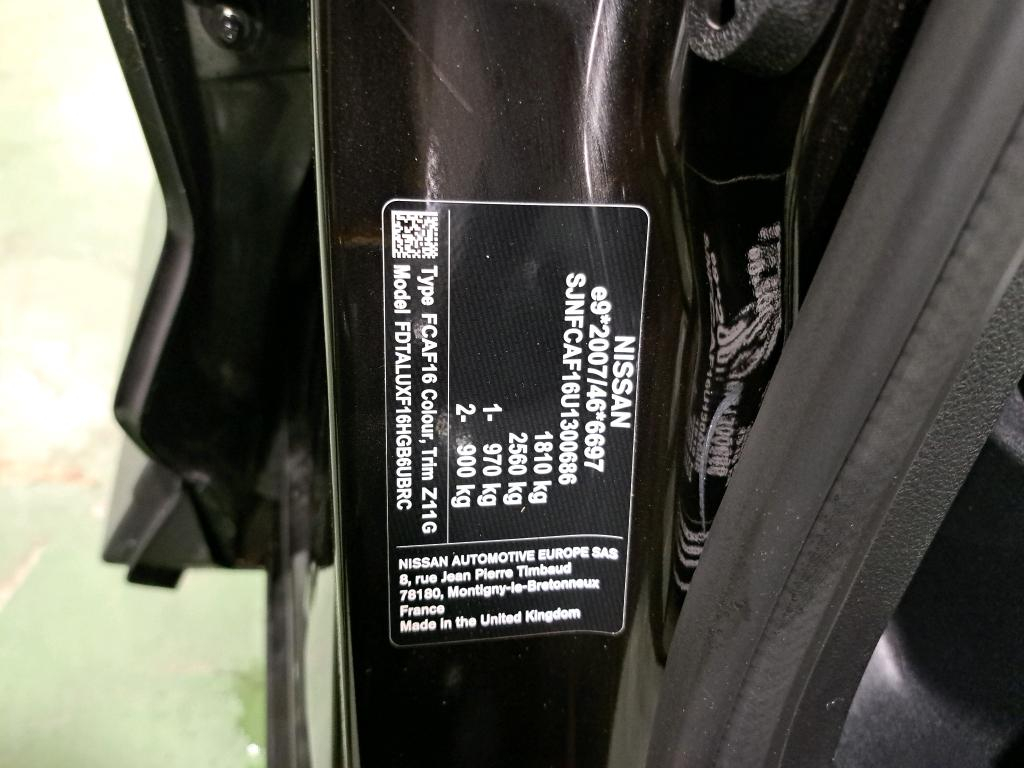 NISSAN
e9*2007/46*6697
SJNFCAF16U1300686
1810 kg
2560 kg
1- 970 kg
2- 900 kg
Type FCAF16 Colour, Trim Z11G
Model FDTALUXF16HGB6UBRC
NISSAN AUTOMOTIVE EUROPE SAS
8, rue Jean Pierre Timbaud
78180, Montigny-le-Bretonneux
France
Made in the United Kingdom